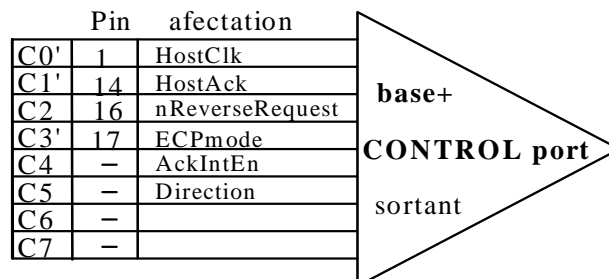 Pin afectation
C0' 1 HostClk
C1' 14 HostAck
C2 16 nReverseRequest
C3' 17 ECPmode
C4 – AckIntEn
C5 – Direction
C6 –
C7 –
base+
CONTROL port
sortant